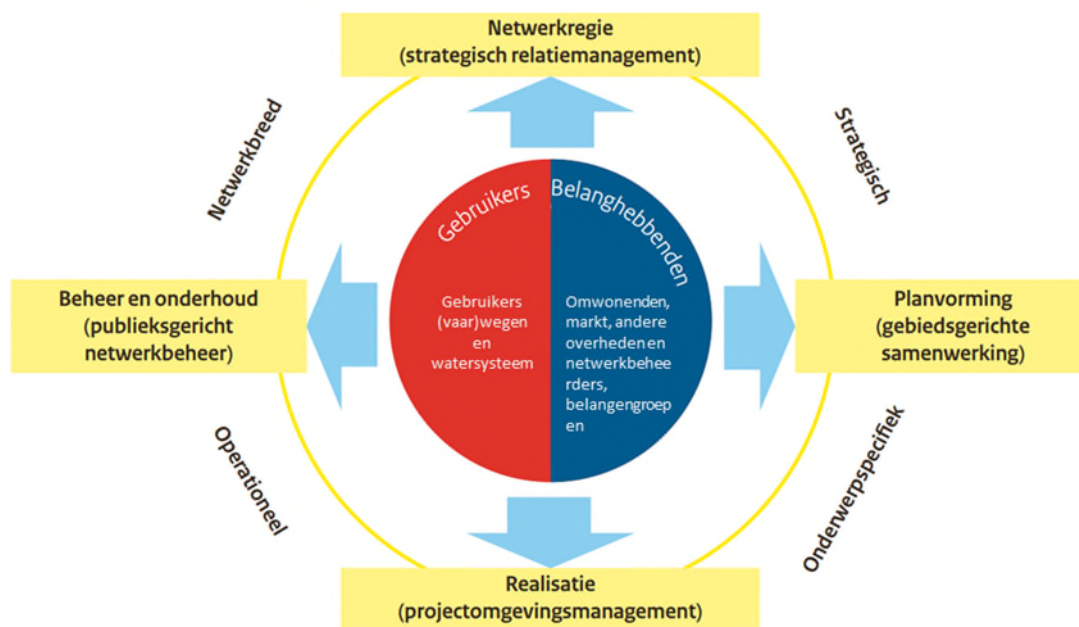 Netwerkregie
(strategisch relatiemanagement)
Netwerkbreed
Strategisch
Gebruikers
Belanghebbenden
Beheer en onderhoud
(publieksgericht
netwerkbeheer)
Gebruikers
(vaar)wegen
en
watersysteem
Omwonenden,
markt, andere
overheden en
netwerkbehee
rders,
belangengroep
en
Planvorming
(gebiedsgerichte
samenwerking)
Operationeel
Onderwerpspecifiek
Realisatie
(projectomgevingsmanagement)